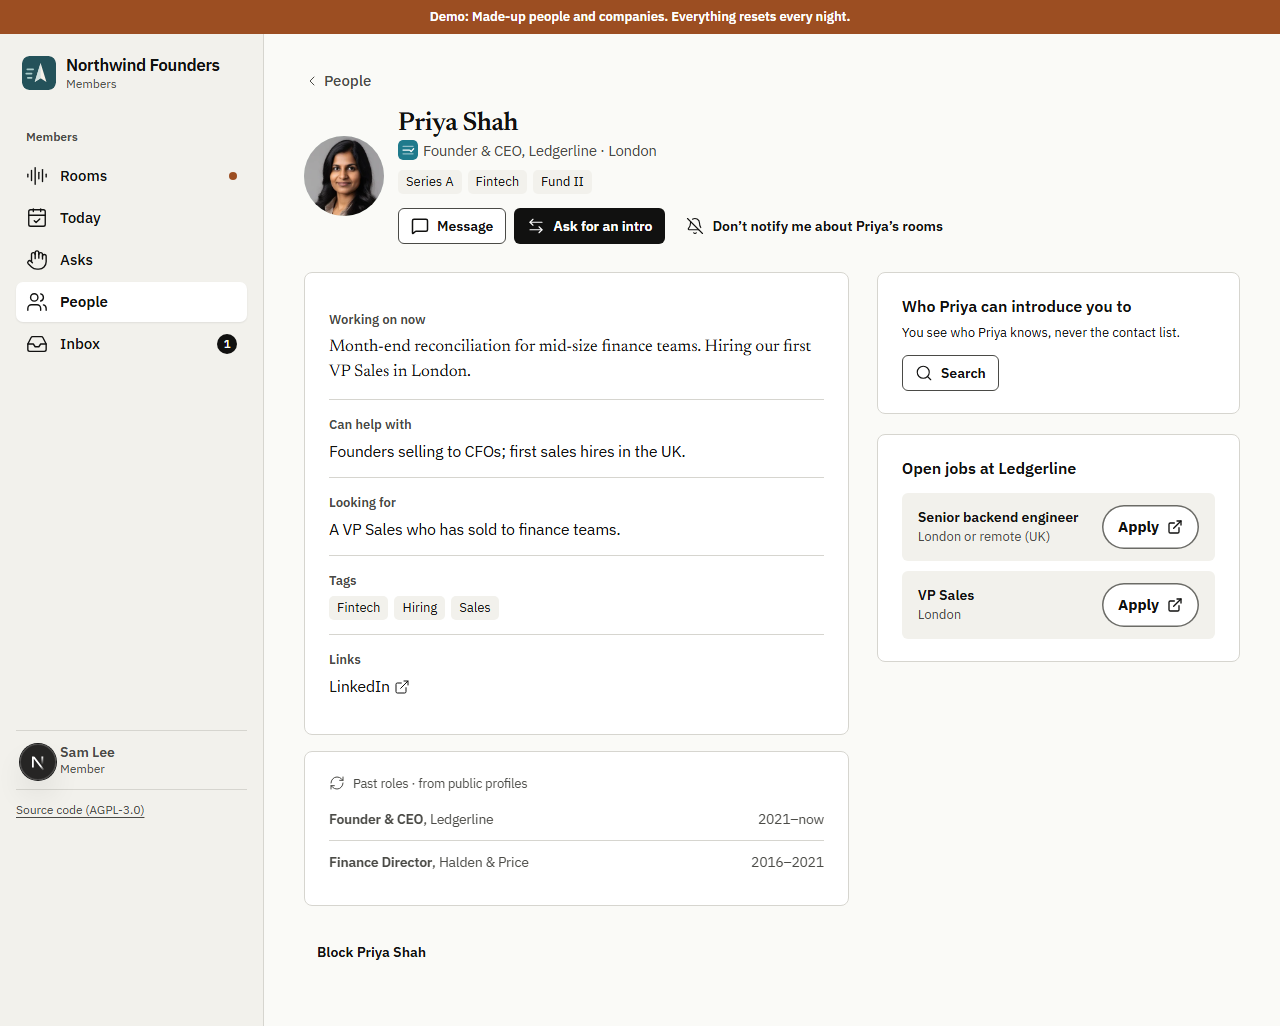 Demo: Made-up people and companies. Everything resets every night.
Northwind Founders
Members
Members
Rooms
Today
Asks
People
Inbox
1
Sam Lee
Member
Source code (AGPL-3.0)
People
Priya Shah
Founder & CEO, Ledgerline · London
Series A
Fintech
Fund II
Message
Ask for an intro
Don’t notify me about Priya’s rooms
Working on now
Month-end reconciliation for mid-size finance teams. Hiring our first
VP Sales in London.
Can help with
Founders selling to CFOs; first sales hires in the UK.
Looking for
A VP Sales who has sold to finance teams.
Tags
Fintech
Hiring
Sales
Links
LinkedIn
Past roles · from public profiles
Founder & CEO, Ledgerline
2021–now
Finance Director, Halden & Price
2016–2021
Block Priya Shah
Who Priya can introduce you to
You see who Priya knows, never the contact list.
Search
Open jobs at Ledgerline
Senior backend engineer
London or remote (UK)
Apply
VP Sales
London
Apply